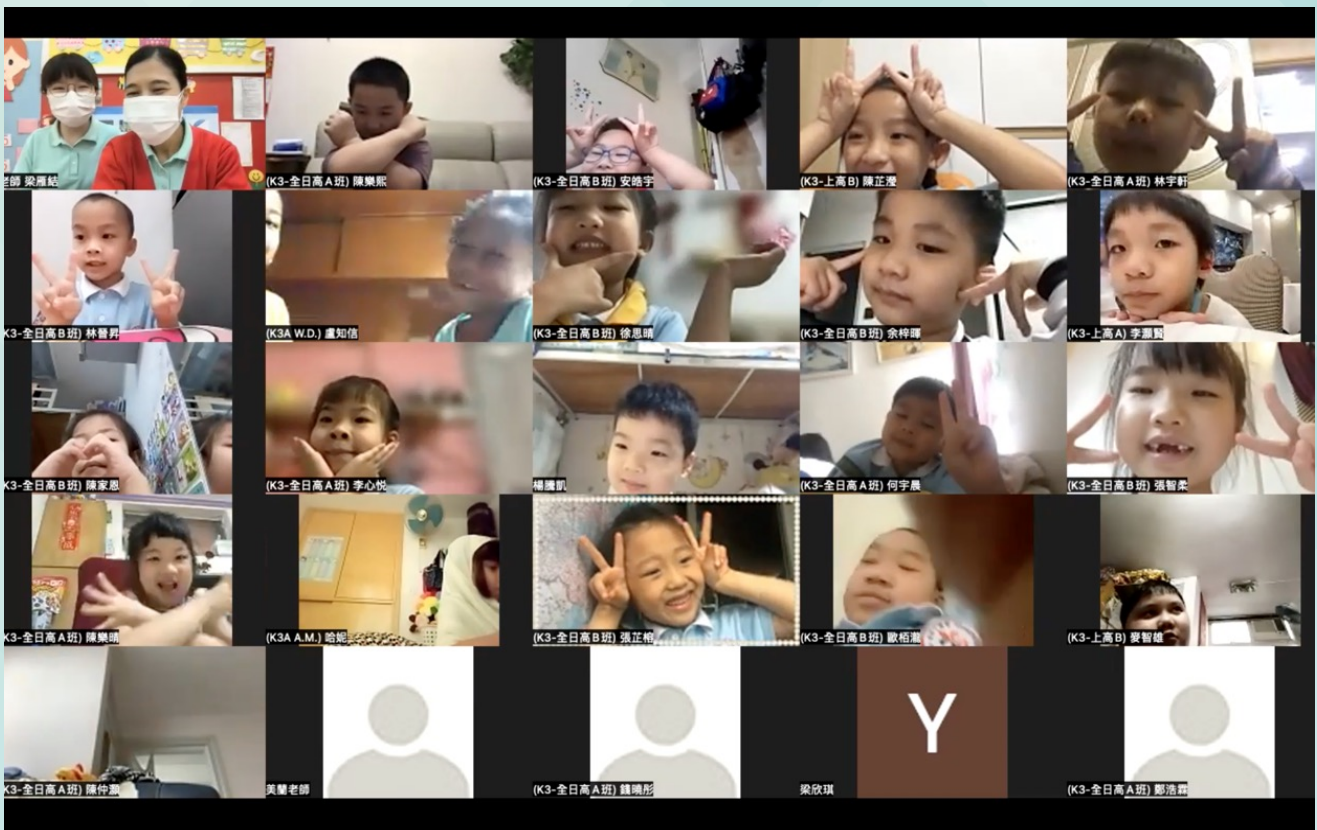 老師 梁雁結
(K3-全日高A班) 陳樂熙
(K3-全日高B班) 安皓宇
(K3-上高B) 陳芷瀅
(K3-全日高A班) 林宇軒
K3-全日高B班) 林晉昇
(K3A W.D.) 盧知信
(K3-全日高B班) 徐思晴
(K3-全日高B班) 余梓暉
(K3-上高A) 李灝賢
K3-全日高B班) 陳家恩
(K3-全日高A班) 李心悦
楊騰凱
(K3-全日高A班) 何宇晨
(K3-全日高B班) 張智柔
K3-全日高A班) 陳樂晴
(K3A A.M.) 哈妮
(K3-全日高B班) 張芷榕
(K3-全日高B班) 歐栢瀧
(K3-上高B) 麥智雄
K3-全日高A班) 陳仲灝
美蘭老師
(K3-全日高A班) 錢曉彤
Y
梁欣琪
(K3-全日高A班) 鄭浩霖